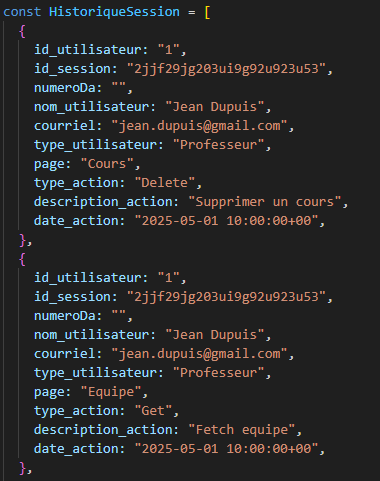 const HistoriqueSession = [
  {
    id_utilisateur: "1",
    id_session: "2jjf29jg203ui9g92u923u53",
    numeroDa: "",
    nom_utilisateur: "Jean Dupuis",
    courriel: "jean.dupuis@gmail.com",
    type_utilisateur: "Professeur",
    page: "Cours",
    type_action: "Delete",
    description_action: "Supprimer un cours",
    date_action: "2025-05-01 10:00:00+00",
  },
  {
    id_utilisateur: "1",
    id_session: "2jjf29jg203ui9g92u923u53",
    numeroDa: "",
    nom_utilisateur: "Jean Dupuis",
    courriel: "jean.dupuis@gmail.com",
    type_utilisateur: "Professeur",
    page: "Equipe",
    type_action: "Get",
    description_action: "Fetch equipe",
    date_action: "2025-05-01 10:00:00+00",
  },